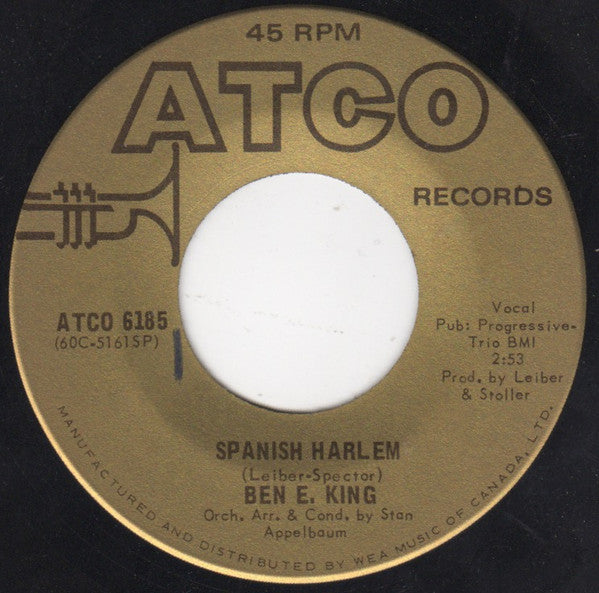 45 RPM
ATCO
RECORDS
ATCO 6185
(60C-5161SP)
Vocal
Pub: Progressive-
Trio BMI
2:53
Prod. by Leiber
& Stoller
SPANISH HARLEM
(Leiber-Spector)
BEN E. KING
Orch. Arr. & Cond. by Stan
Appelbaum
MANUFACTURED AND DISTRIBUTED BY WEA MUSIC OF CANADA, LTD.